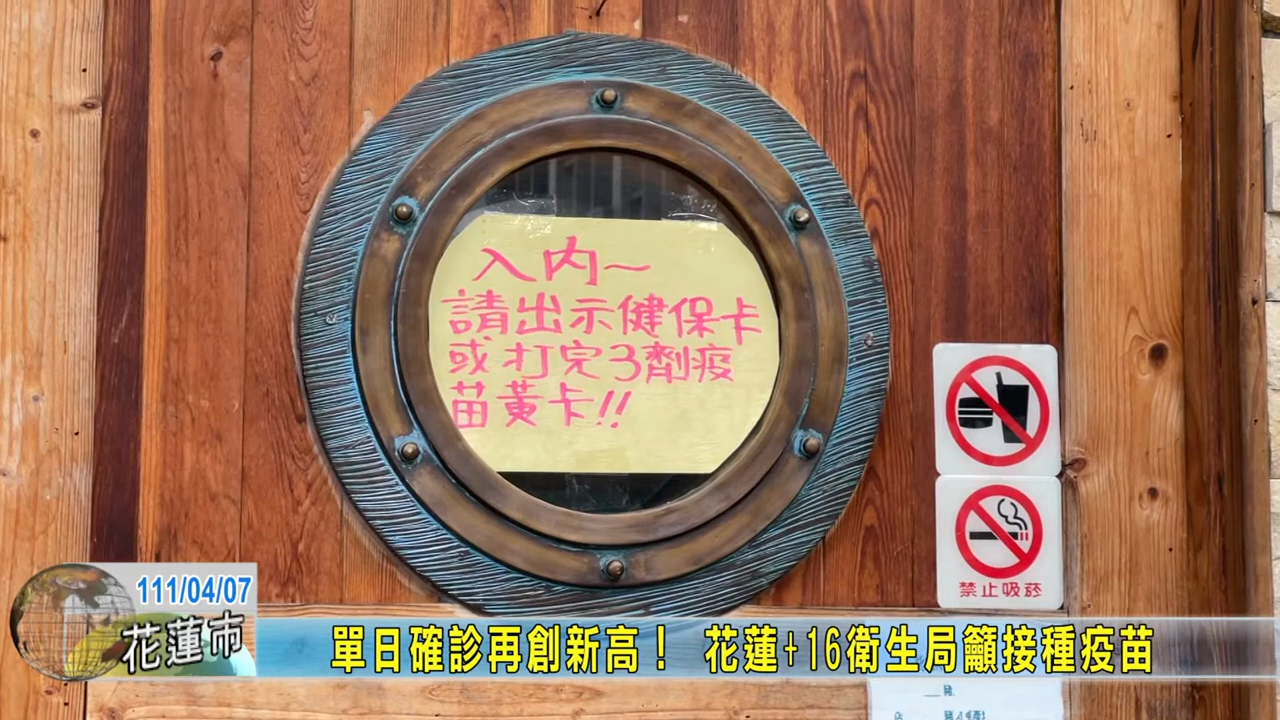 入內~
請出示健保卡
或打完3劑疫
苗黃卡!!
禁止吸菸
111/04/07
花蓮市
單日確診再創新高! 花蓮+16衛生局籲接種疫苗